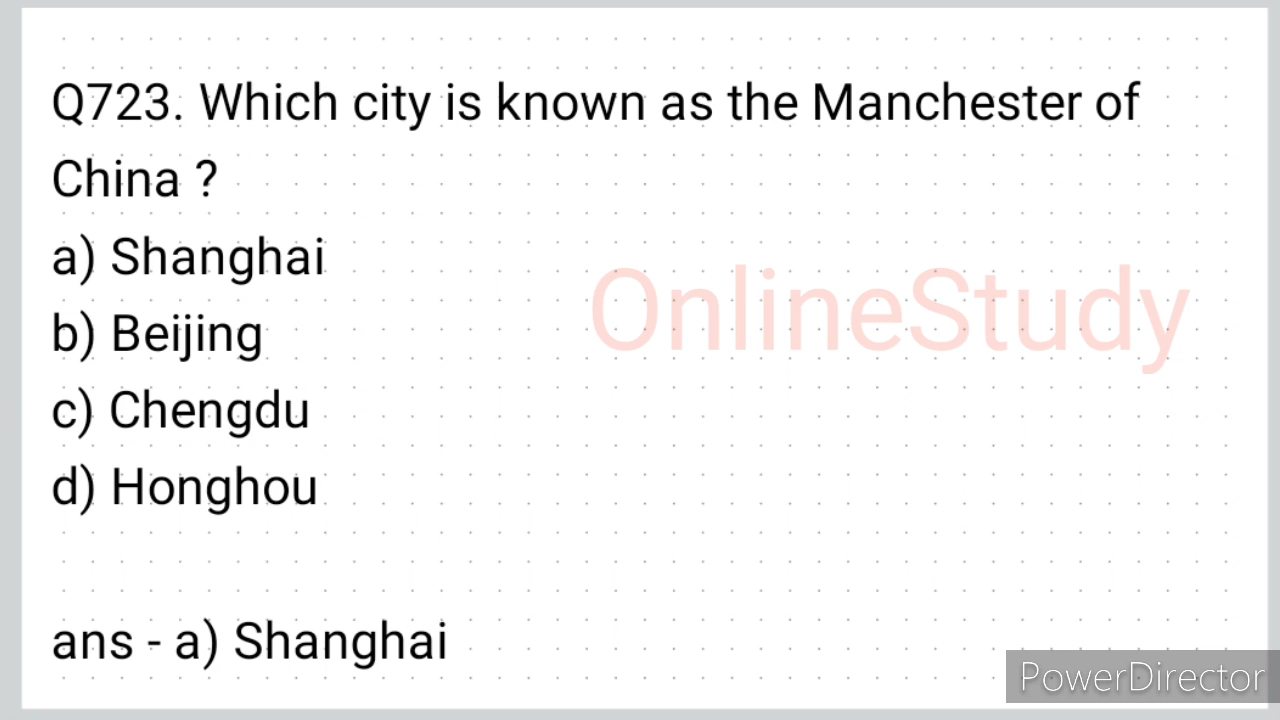 Q723. Which city is known as the Manchester of
China ?
a) Shanghai
OnlineStudy
b) Beijing
c) Chengdu
d) Honghou
ans - a) Shanghai
PowerDirector